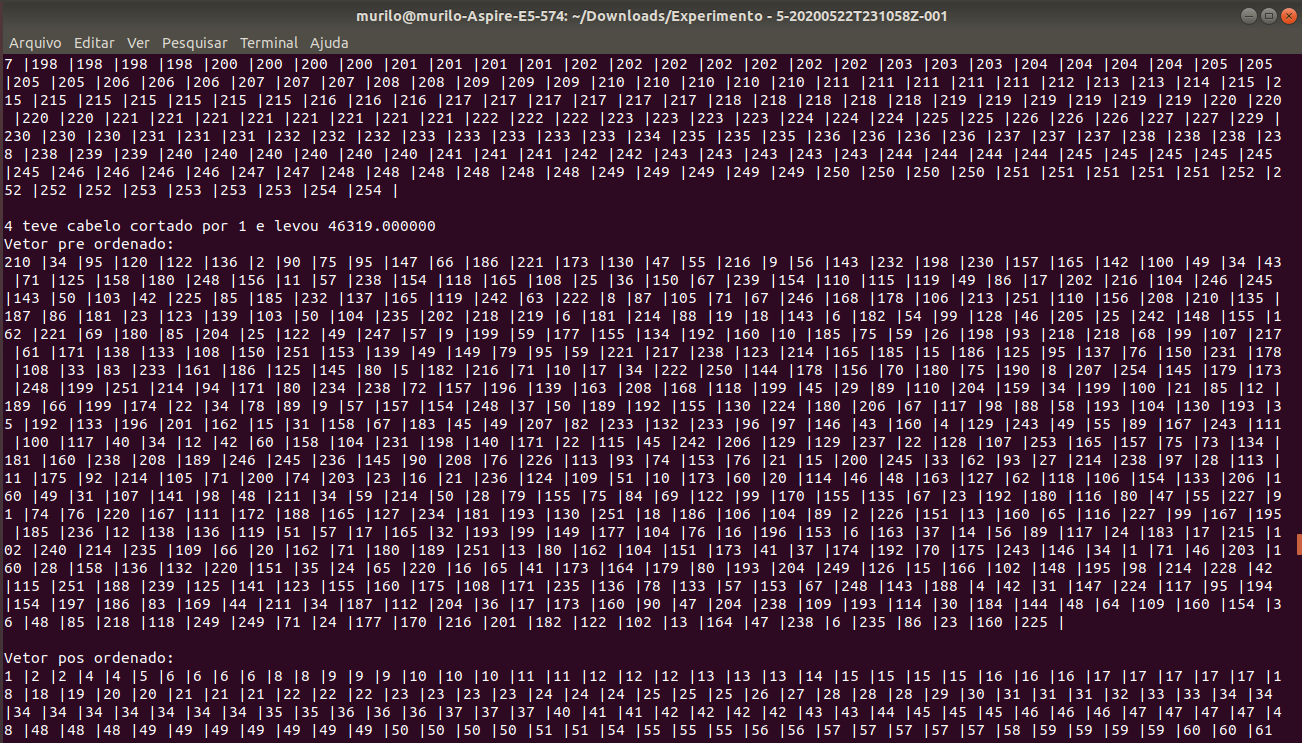 murilo@murilo-Aspire-E5-574: ~/Downloads/Experimento - 5-20200522T231058Z-001
Arquivo Editar Ver Pesquisar Terminal Ajuda
7 |198 |198 |198 |198 |200 |200 |200 |200 |201 |201 |201 |201 |202 |202 |202 |202 |202 |202 |202 |203 |203 |203 |204 |204 |204 |204 |205 |205
|205 |205 |206 |206 |206 |207 |207 |207 |208 |208 |209 |209 |209 |210 |210 |210 |210 |210 |211 |211 |211 |211 |211 |212 |213 |213 |214 |215 |2
15 |215 |215 |215 |215 |215 |215 |216 |216 |216 |217 |217 |217 |217 |217 |217 |218 |218 |218 |218 |218 |219 |219 |219 |219 |219 |219 |220 |220
|220 |220 |221 |221 |221 |221 |221 |221 |221 |221 |222 |222 |222 |223 |223 |223 |223 |224 |224 |224 |225 |225 |226 |226 |226 |227 |227 |229 |
230 |230 |230 |231 |231 |231 |232 |232 |232 |233 |233 |233 |233 |233 |234 |235 |235 |235 |236 |236 |236 |236 |237 |237 |237 |238 |238 |238 |23
8 |238 |239 |239 |240 |240 |240 |240 |240 |240 |241 |241 |241 |242 |242 |243 |243 |243 |243 |243 |244 |244 |244 |244 |245 |245 |245 |245 |245
|245 |246 |246 |246 |246 |247 |247 |248 |248 |248 |248 |248 |248 |249 |249 |249 |249 |249 |250 |250 |250 |250 |251 |251 |251 |251 |251 |252 |2
52 |252 |252 |253 |253 |253 |253 |254 |254 |
4 teve cabelo cortado por 1 e levou 46319.000000
Vetor pre ordenado:
210 |34 |95 |120 |122 |136 |2 |90 |75 |95 |147 |66 |186 |221 |173 |130 |47 |55 |216 |9 |56 |143 |232 |198 |230 |157 |165 |142 |100 |49 |34 |43
|71 |125 |158 |180 |248 |156 |11 |57 |238 |154 |118 |165 |108 |25 |36 |150 |67 |239 |154 |110 |115 |119 |49 |86 |17 |202 |216 |104 |246 |245
|143 |50 |103 |42 |225 |85 |185 |232 |137 |165 |119 |242 |63 |222 |8 |87 |105 |71 |67 |246 |168 |178 |106 |213 |251 |110 |156 |208 |210 |135 |
187 |86 |181 |23 |123 |139 |103 |50 |104 |235 |202 |218 |219 |6 |181 |214 |88 |19 |18 |143 |6 |182 |54 |99 |128 |46 |205 |25 |242 |148 |155 |1
62 |221 |69 |180 |85 |204 |25 |122 |49 |247 |57 |9 |199 |59 |177 |155 |134 |192 |160 |10 |185 |75 |59 |26 |198 |93 |218 |218 |68 |99 |107 |217
|61 |171 |138 |133 |108 |150 |251 |153 |139 |49 |149 |79 |95 |59 |221 |217 |238 |123 |214 |165 |185 |15 |186 |125 |95 |137 |76 |150 |231 |178
|108 |33 |83 |233 |161 |186 |125 |145 |80 |5 |182 |216 |71 |10 |17 |34 |222 |250 |144 |178 |156 |70 |180 |75 |190 |8 |207 |254 |145 |179 |173
|248 |199 |251 |214 |94 |171 |80 |234 |238 |72 |157 |196 |139 |163 |208 |168 |118 |199 |45 |29 |89 |110 |204 |159 |34 |199 |100 |21 |85 |12 |
189 |66 |199 |174 |22 |34 |78 |89 |9 |57 |157 |154 |248 |37 |50 |189 |192 |155 |130 |224 |180 |206 |67 |117 |98 |88 |58 |193 |104 |130 |193 |3
5 |192 |133 |196 |201 |162 |15 |31 |158 |67 |183 |45 |49 |207 |82 |233 |132 |233 |96 |97 |146 |43 |160 |4 |129 |243 |49 |55 |89 |167 |243 |111
|100 |117 |40 |34 |12 |42 |60 |158 |104 |231 |198 |140 |171 |22 |115 |45 |242 |206 |129 |129 |237 |22 |128 |107 |253 |165 |157 |75 |73 |134 |
181 |160 |238 |208 |189 |246 |245 |236 |145 |90 |208 |76 |226 |113 |93 |74 |153 |76 |21 |15 |200 |245 |33 |62 |93 |27 |214 |238 |97 |28 |113 |
11 |175 |92 |214 |105 |71 |200 |74 |203 |23 |16 |21 |236 |124 |109 |51 |10 |173 |60 |20 |114 |46 |48 |163 |127 |62 |118 |106 |154 |133 |206 |1
60 |49 |31 |107 |141 |98 |48 |211 |34 |59 |214 |50 |28 |79 |155 |75 |84 |69 |122 |99 |170 |155 |135 |67 |23 |192 |180 |116 |80 |47 |55 |227 |9
1 |74 |76 |220 |167 |111 |172 |188 |165 |127 |234 |181 |193 |130 |251 |18 |186 |106 |104 |89 |2 |226 |151 |13 |160 |65 |116 |227 |99 |167 |195
|185 |236 |12 |138 |136 |119 |51 |57 |17 |165 |32 |193 |99 |149 |177 |104 |76 |16 |196 |153 |6 |163 |37 |14 |56 |89 |117 |24 |183 |17 |215 |1
02 |240 |214 |235 |109 |66 |20 |162 |71 |180 |189 |251 |13 |80 |162 |104 |151 |173 |41 |37 |174 |192 |70 |175 |243 |146 |34 |1 |71 |46 |203 |1
60 |28 |158 |136 |132 |220 |151 |35 |24 |65 |220 |16 |65 |41 |173 |164 |179 |80 |193 |204 |249 |126 |15 |166 |102 |148 |195 |98 |214 |228 |42
|115 |251 |188 |239 |125 |141 |123 |155 |160 |175 |108 |171 |235 |136 |78 |133 |57 |153 |67 |248 |143 |188 |4 |42 |31 |147 |224 |117 |95 |194
|154 |197 |186 |83 |169 |44 |211 |34 |187 |112 |204 |36 |17 |173 |160 |90 |47 |204 |238 |109 |193 |114 |30 |184 |144 |48 |64 |109 |160 |154 |3
6 |48 |85 |218 |118 |249 |249 |71 |24 |177 |170 |216 |201 |182 |122 |102 |13 |164 |47 |238 |6 |235 |86 |23 |160 |225 |
Vetor pos ordenado:
1 |2 |2 |4 |4 |5 |6 |6 |6 |6 |8 |8 |9 |9 |9 |10 |10 |10 |11 |11 |12 |12 |12 |13 |13 |13 |14 |15 |15 |15 |15 |16 |16 |16 |17 |17 |17 |17 |17 |1
8 |18 |19 |20 |20 |21 |21 |21 |22 |22 |22 |23 |23 |23 |23 |24 |24 |24 |25 |25 |25 |26 |27 |28 |28 |28 |29 |30 |31 |31 |31 |32 |33 |33 |34 |34
|34 |34 |34 |34 |34 |34 |34 |35 |35 |36 |36 |36 |37 |37 |37 |40 |41 |41 |42 |42 |42 |42 |43 |43 |44 |45 |45 |45 |46 |46 |46 |47 |47 |47 |47 |4
8 |48 |48 |48 |49 |49 |49 |49 |49 |49 |49 |50 |50 |50 |50 |51 |51 |54 |55 |55 |55 |56 |56 |57 |57 |57 |57 |57 |58 |59 |59 |59 |59 |60 |60 |61